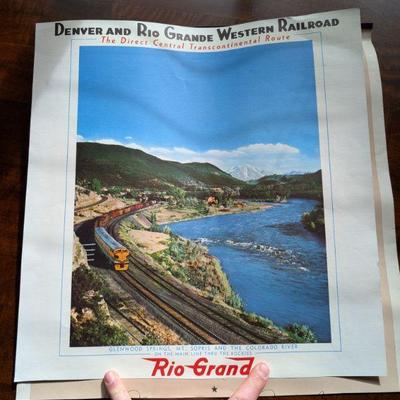 DENVER AND RIO GRANDE WESTERN RAILROAD
The Direct Central Transcontinental Route
GLENWOOD SPRINGS, MT. SOPRIS AND THE COLORADO RIVER
ON THE MAIN LINE THRU THE ROCKIES
Rio Grand